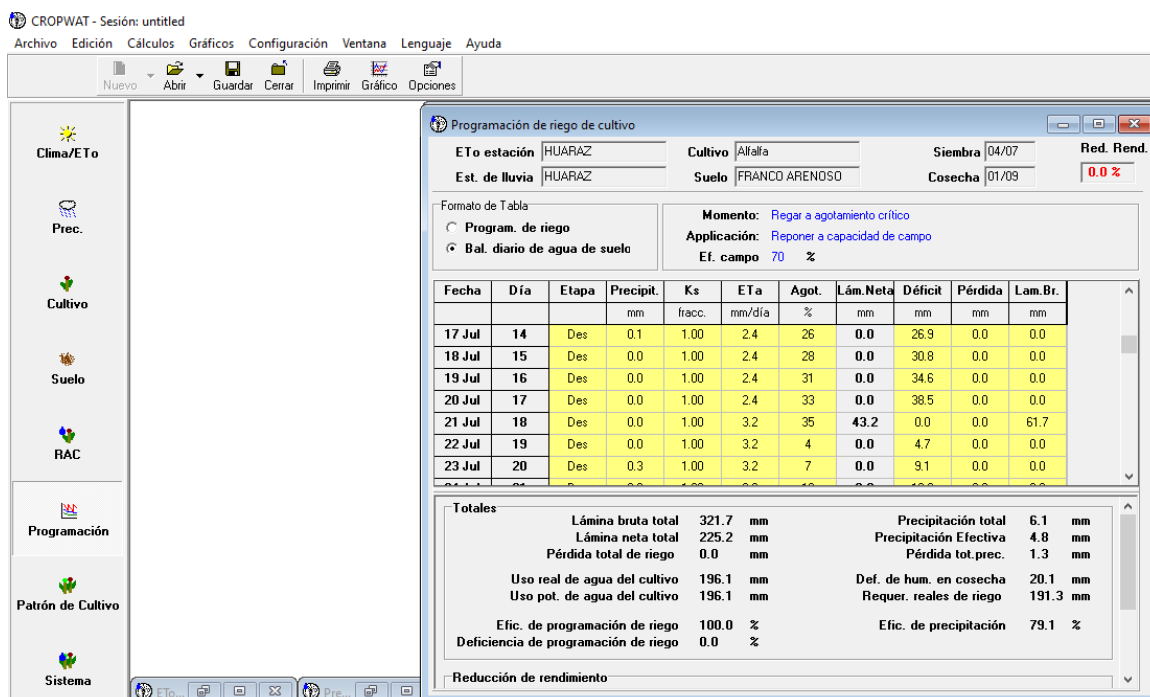 CROPWAT - Sesión: untitled
Archivo Edición Cálculos Gráficos Configuración Ventana Lenguaje Ayuda
Nuevo Abrir Guardar Cerrar Imprimir Gráfico Opciones
Clima/ETo
Prec.
Cultivo
Suelo
RAC
Programación
Patrón de Cultivo
Sistema
Programación de riego de cultivo
ETo estación HUARAZ Cultivo Alfalfa Siembra 04/07 Red. Rend.
Est. de lluvia HUARAZ Suelo FRANCO ARENOSO Cosecha 01/09 0.0 %
Formato de Tabla
Program. de riego
Bal. diario de agua de suelo
Momento: Regar a agotamiento crítico
Applicación: Reponer a capacidad de campo
Ef. campo 70 %
Fecha Día Etapa Precipit. Ks ETa Agot. Lám.Neta Déficit Pérdida Lam.Br.
mm fracc. mm/día % mm mm mm mm
17 Jul 14 Des 0.1 1.00 2.4 26 0.0 26.9 0.0 0.0
18 Jul 15 Des 0.0 1.00 2.4 28 0.0 30.8 0.0 0.0
19 Jul 16 Des 0.0 1.00 2.4 31 0.0 34.6 0.0 0.0
20 Jul 17 Des 0.0 1.00 2.4 33 0.0 38.5 0.0 0.0
21 Jul 18 Des 0.0 1.00 3.2 35 43.2 0.0 0.0 61.7
22 Jul 19 Des 0.0 1.00 3.2 4 0.0 4.7 0.0 0.0
23 Jul 20 Des 0.3 1.00 3.2 7 0.0 9.1 0.0 0.0
Totales
Lámina bruta total 321.7 mm Precipitación total 6.1 mm
Lámina neta total 225.2 mm Precipitación Efectiva 4.8 mm
Pérdida total de riego 0.0 mm Pérdida tot.prec. 1.3 mm
Uso real de agua del cultivo 196.1 mm Def. de hum. en cosecha 20.1 mm
Uso pot. de agua del cultivo 196.1 mm Requer. reales de riego 191.3 mm
Efic. de programación de riego 100.0 % Efic. de precipitación 79.1 %
Deficiencia de programación de riego 0.0 %
Reducción de rendimiento
ETo... Pre...